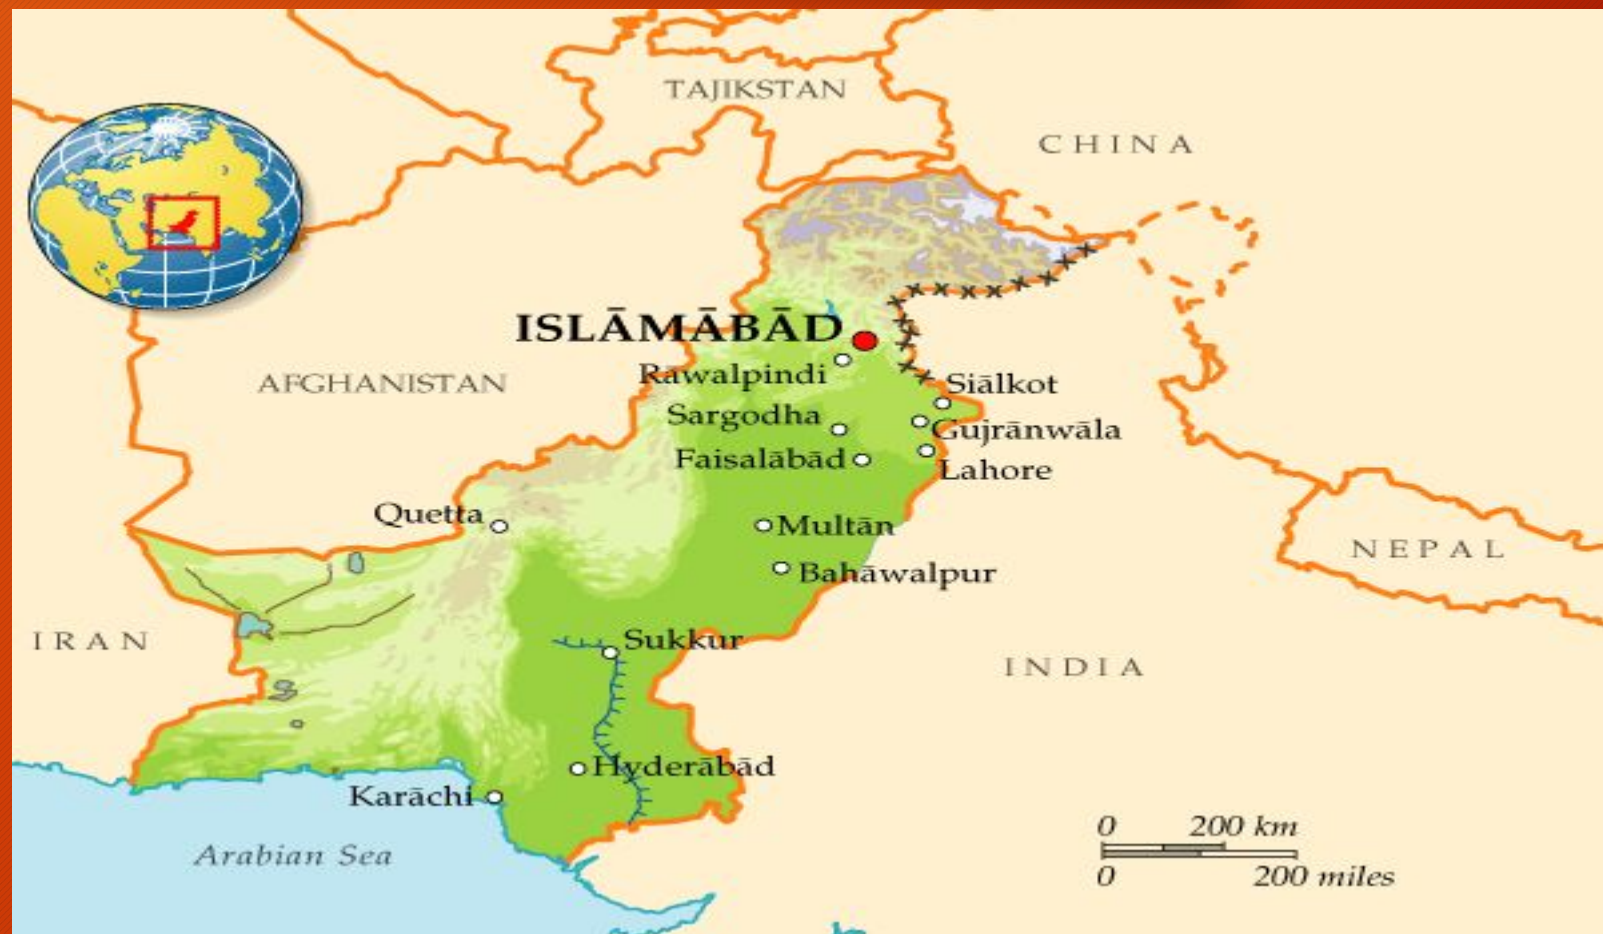 TAJIKSTAN
CHINA
ISLĀMĀBĀD
Rāwalpindi
AFGHANISTAN
Siālkot
Sargodha
Gujrānwāla
Faisalābād
Lahore
Quetta
Multān
NEPAL
Bahāwalpur
IRAN
Sukkur
INDIA
Hyderābād
Karāchi
0 200 km
Arabian Sea
0 200 miles